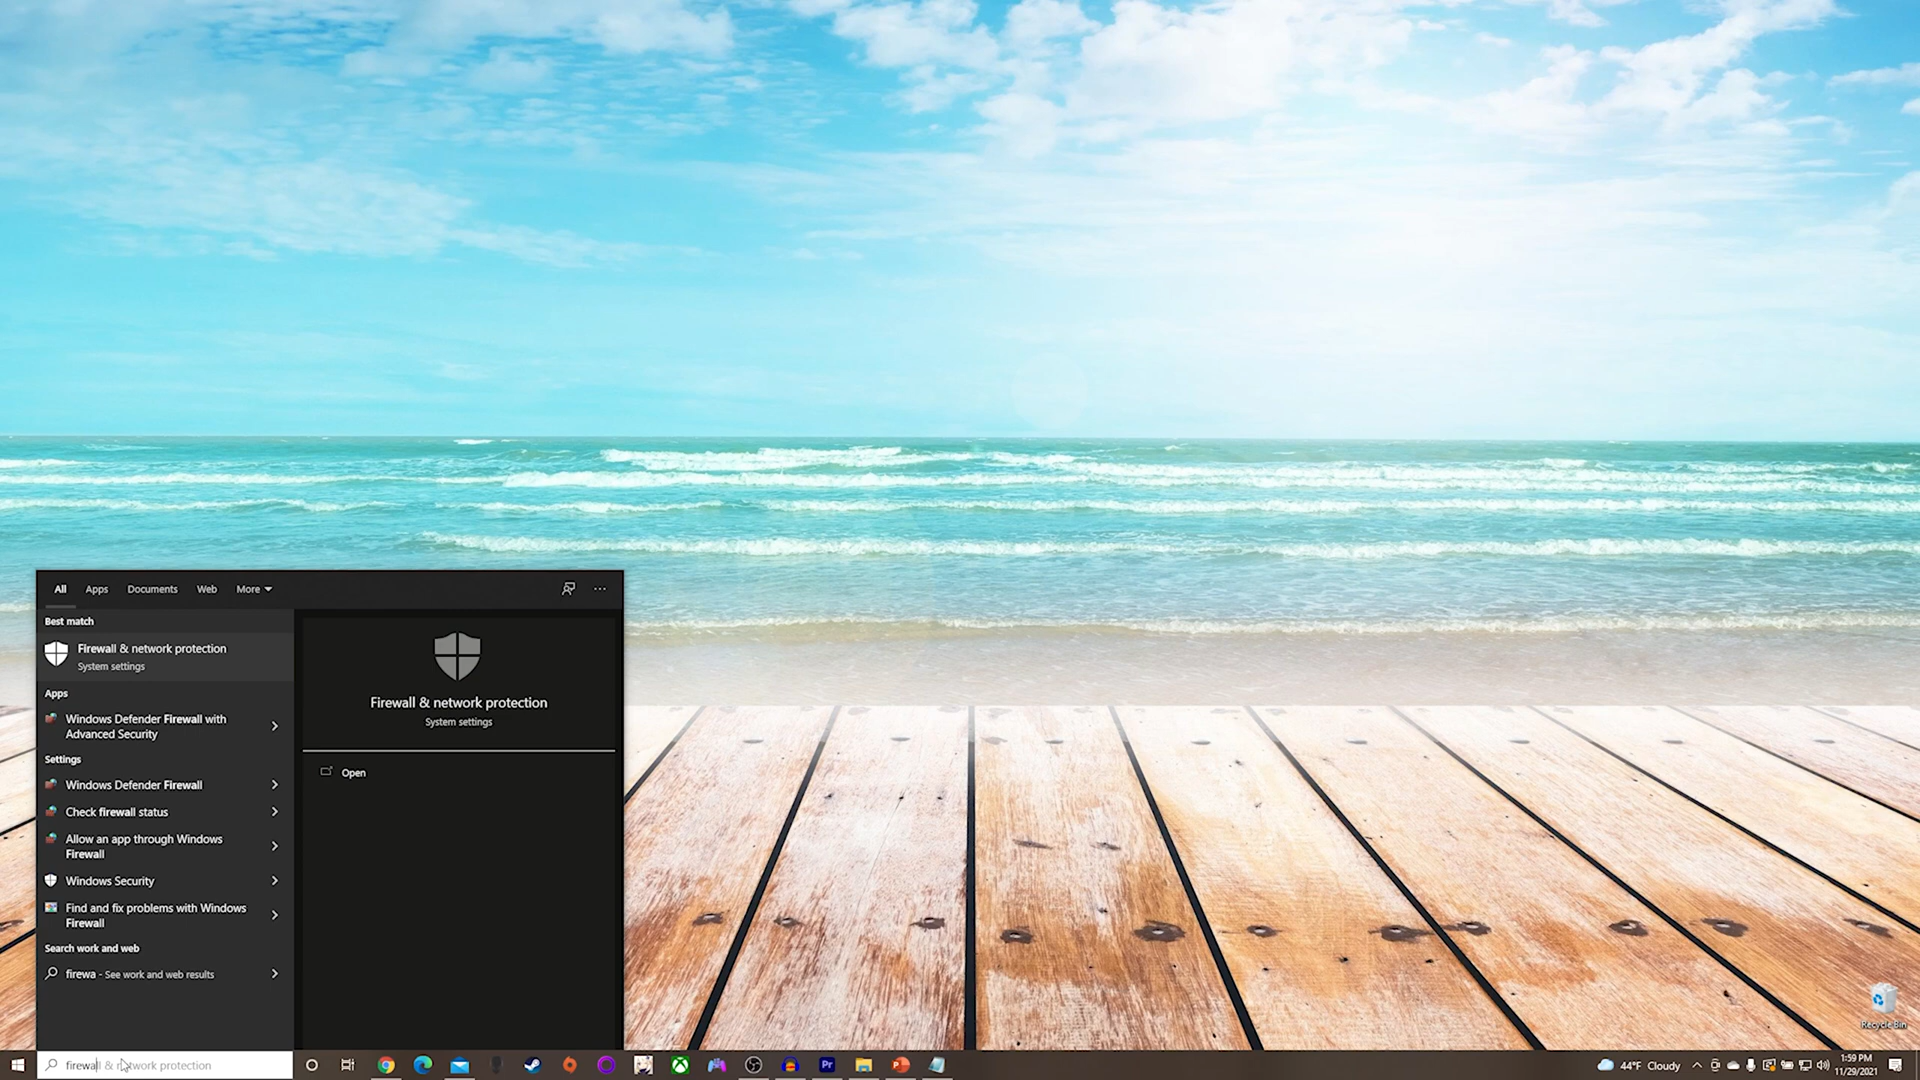 All Apps Documents Web More
Best match
Firewall & network protection
System settings
Apps
Windows Defender Firewall with
Advanced Security
Settings
Windows Defender Firewall
Check firewall status
Allow an app through Windows
Firewall
Windows Security
Find and fix problems with Windows
Firewall
Search work and web
firewa - See work and web results
Firewall & network protection
System settings
Open
Recycle Bin
firewall & network protection
Pr
44°F Cloudy
1:59 PM
11/29/2021